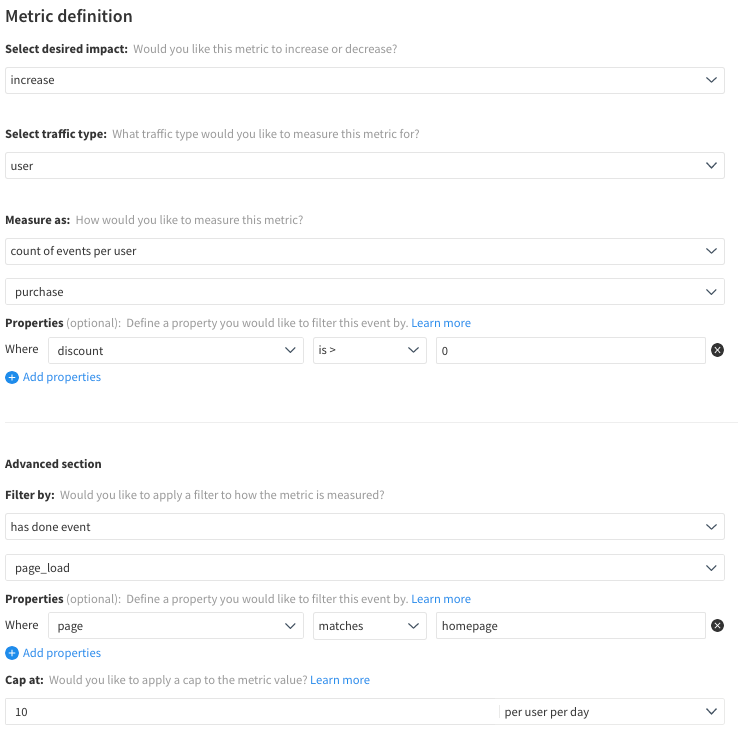 Metric definition
Select desired impact: Would you like this metric to increase or decrease?
increase
Select traffic type: What traffic type would you like to measure this metric for?
user
Measure as: How would you like to measure this metric?
count of events per user
purchase
Properties (optional): Define a property you would like to filter this event by. Learn more
Where discount is > 0
Add properties
Advanced section
Filter by: Would you like to apply a filter to how the metric is measured?
has done event
page_load
Properties (optional): Define a property you would like to filter this event by. Learn more
Where page matches homepage
Add properties
Cap at: Would you like to apply a cap to the metric value? Learn more
10 per user per day